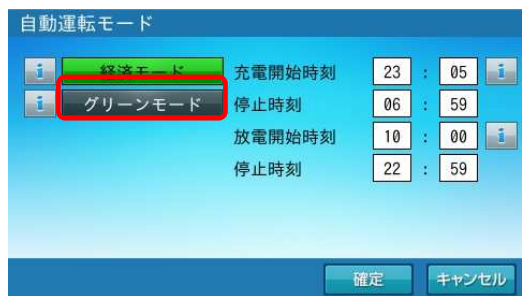 自動運転モード
i 経済モード 充電開始時刻 23 : 05 i
i グリーンモード 停止時刻 06 : 59
放電開始時刻 10 : 00 i
停止時刻 22 : 59
確定 キャンセル